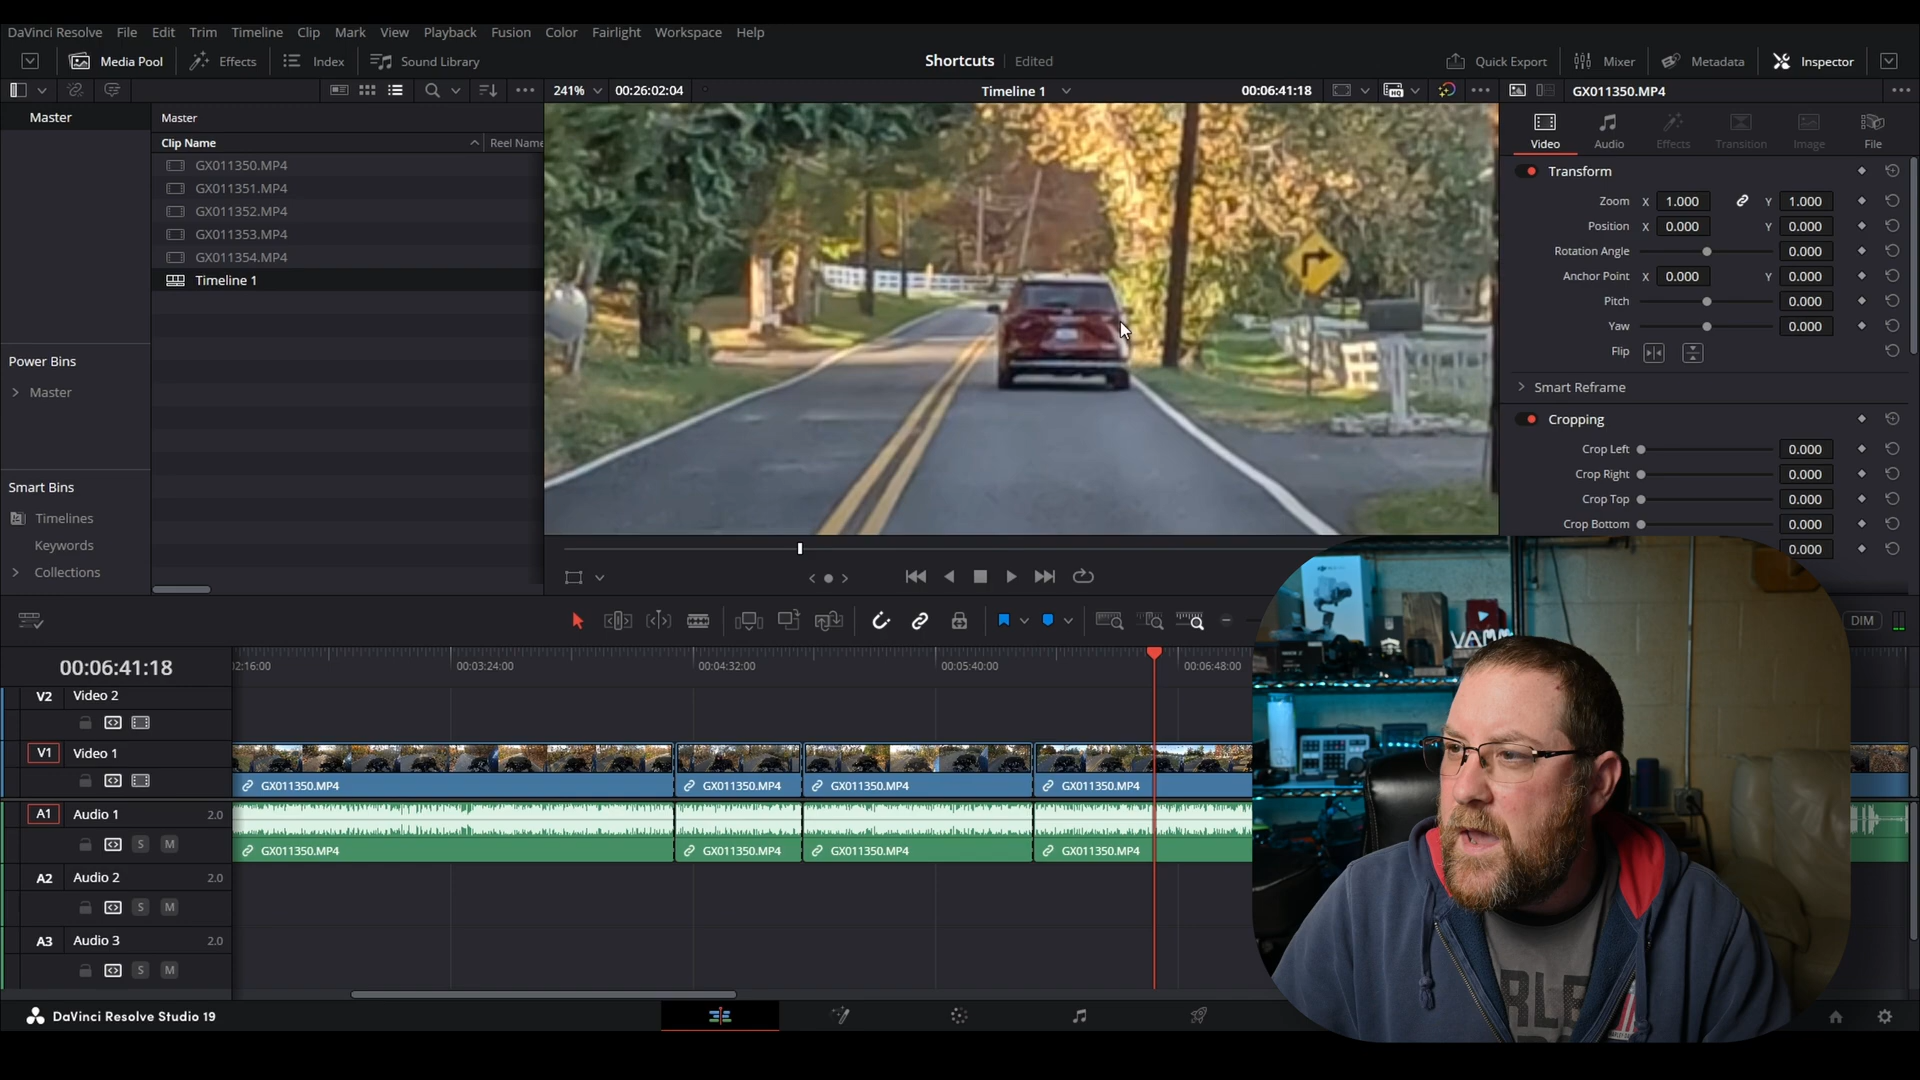 DaVinci Resolve File Edit Trim Timeline Clip Mark View Playback Fusion Color Fairlight Workspace Help
Media Pool Effects Index Sound Library Shortcuts Edited Quick Export Mixer Metadata Inspector
241% 00:26:02:04 Timeline 1 00:06:41:18 GX011350.MP4
Master Master
Clip Name Reel Name
GX011350.MP4
GX011351.MP4
GX011352.MP4
GX011353.MP4
GX011354.MP4
Timeline 1
Power Bins
Master
Smart Bins
Timelines
Keywords
Collections
Video Audio Effects Transition Image File
Transform
Zoom X 1.000 Y 1.000
Position X 0.000 Y 0.000
Rotation Angle 0.000
Anchor Point X 0.000 Y 0.000
Pitch 0.000
Yaw 0.000
Flip
Smart Reframe
Cropping
Crop Left 0.000
Crop Right 0.000
Crop Top 0.000
Crop Bottom 0.000
0.000
DIM
00:06:41:18 00:03:24:00 00:04:32:00 00:05:40:00 00:06:48:00
V2 Video 2
V1 Video 1
GX011350.MP4 GX011350.MP4 GX011350.MP4 GX011350.MP4
A1 Audio 1 2.0
S M
GX011350.MP4 GX011350.MP4 GX011350.MP4 GX011350.MP4
A2 Audio 2 2.0
S M
A3 Audio 3 2.0
S M
DaVinci Resolve Studio 19